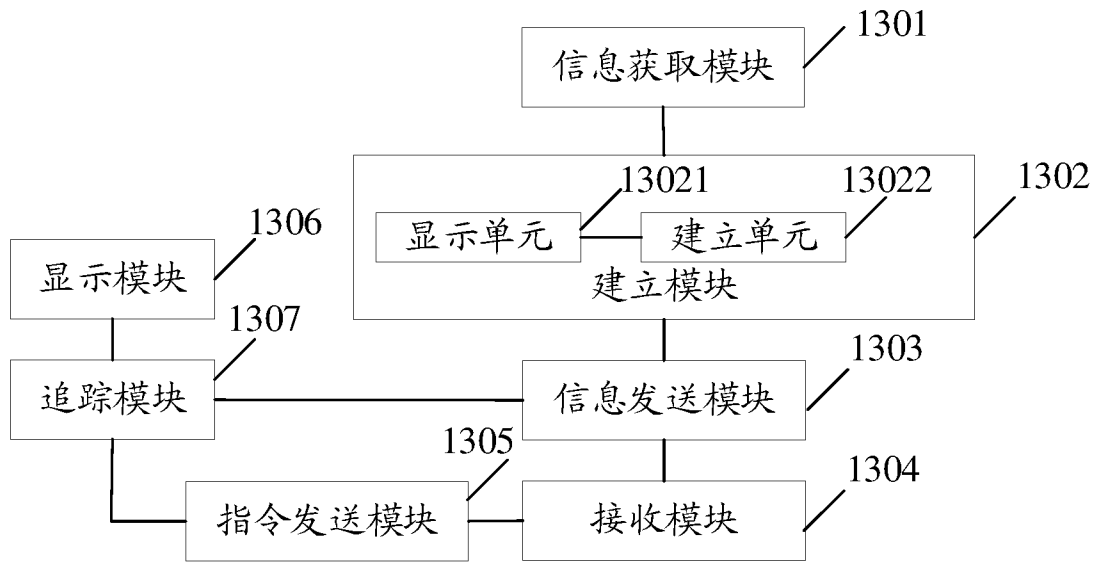 1301
信息获取模块
13021
13022
1302
显示单元
建立单元
建立模块
1306
显示模块
1307
1303
追踪模块
信息发送模块
1305
1304
指令发送模块
接收模块